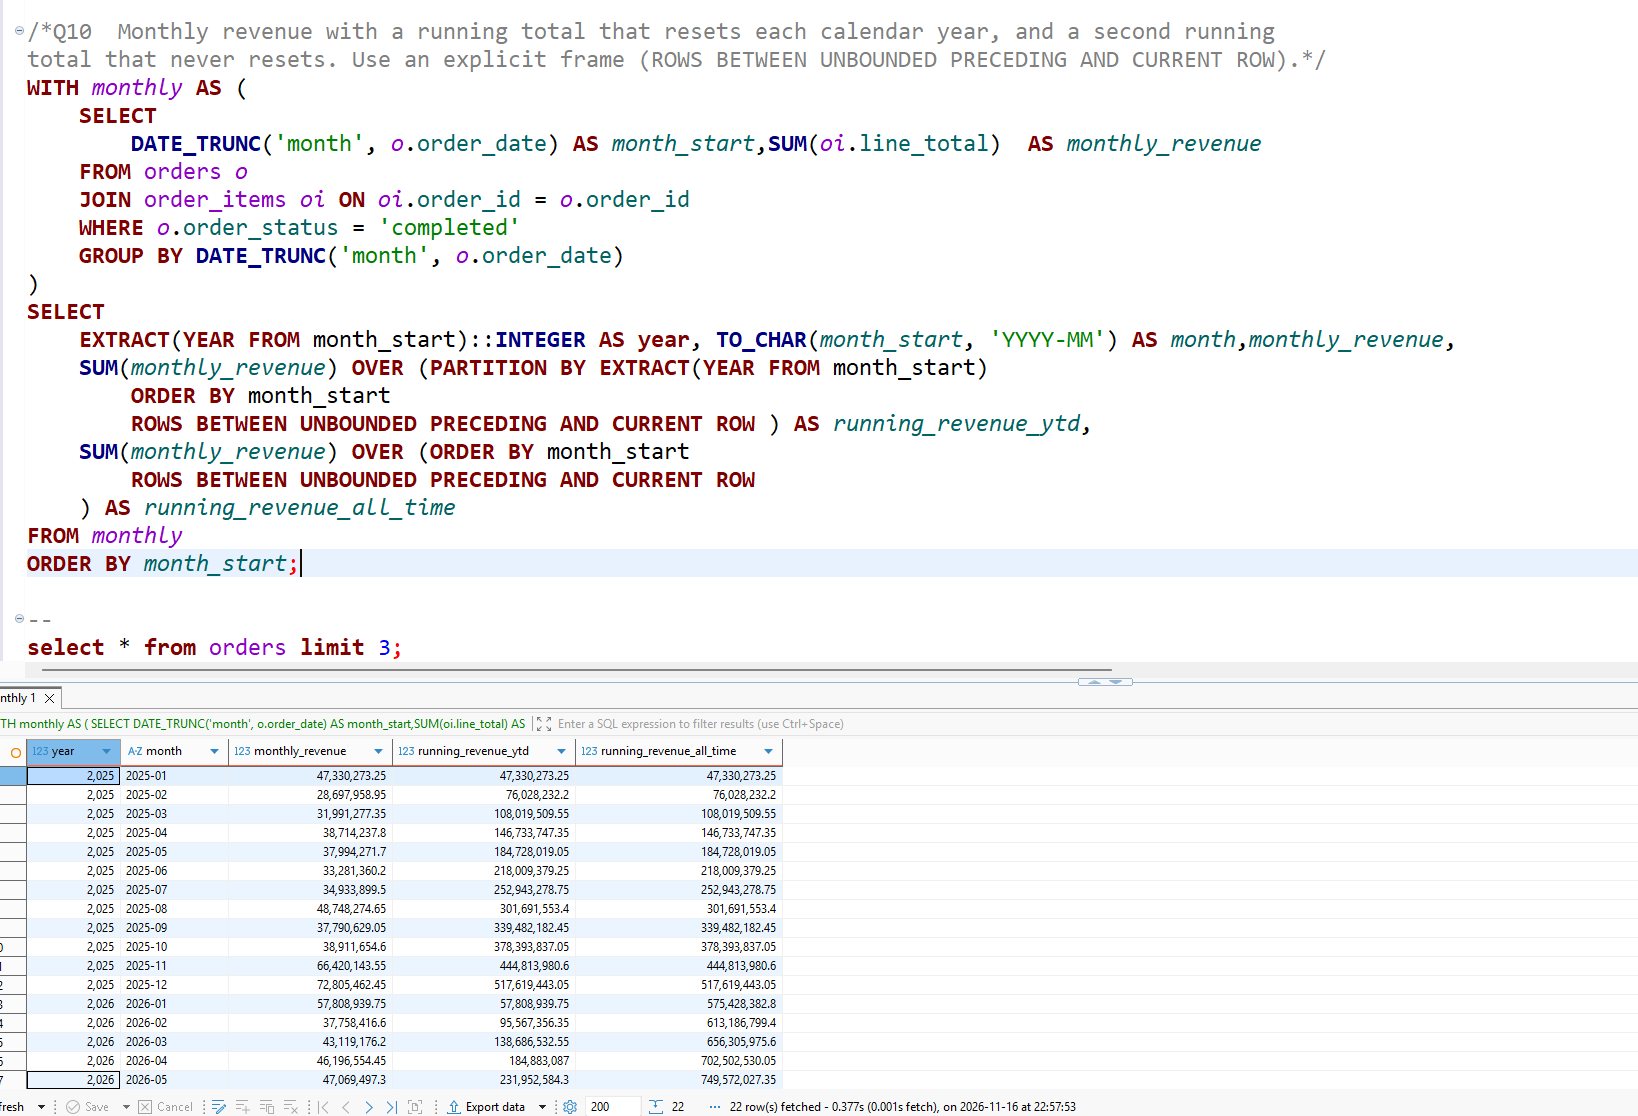 /*Q10  Monthly revenue with a running total that resets each calendar year, and a second running
total that never resets. Use an explicit frame (ROWS BETWEEN UNBOUNDED PRECEDING AND CURRENT ROW).*/
WITH monthly AS (
    SELECT
        DATE_TRUNC('month', o.order_date) AS month_start,SUM(oi.line_total)  AS monthly_revenue
    FROM orders o
    JOIN order_items oi ON oi.order_id = o.order_id
    WHERE o.order_status = 'completed'
    GROUP BY DATE_TRUNC('month', o.order_date)
)
SELECT
    EXTRACT(YEAR FROM month_start)::INTEGER AS year, TO_CHAR(month_start, 'YYYY-MM') AS month,monthly_revenue,
    SUM(monthly_revenue) OVER (PARTITION BY EXTRACT(YEAR FROM month_start)
        ORDER BY month_start
        ROWS BETWEEN UNBOUNDED PRECEDING AND CURRENT ROW ) AS running_revenue_ytd,
    SUM(monthly_revenue) OVER (ORDER BY month_start
        ROWS BETWEEN UNBOUNDED PRECEDING AND CURRENT ROW
    ) AS running_revenue_all_time
FROM monthly
ORDER BY month_start;
--
select * from orders limit 3;
nthly 1
TH monthly AS ( SELECT DATE_TRUNC('month', o.order_date) AS month_start,SUM(oi.line_total) AS Enter a SQL expression to filter results (use Ctrl+Space)
123 year A-Z month 123 monthly_revenue 123 running_revenue_ytd 123 running_revenue_all_time
2,025 2025-01 47,330,273.25 47,330,273.25 47,330,273.25
2,025 2025-02 28,697,958.95 76,028,232.2 76,028,232.2
2,025 2025-03 31,991,277.35 108,019,509.55 108,019,509.55
2,025 2025-04 38,714,237.8 146,733,747.35 146,733,747.35
2,025 2025-05 37,994,271.7 184,728,019.05 184,728,019.05
2,025 2025-06 33,281,360.2 218,009,379.25 218,009,379.25
2,025 2025-07 34,933,899.5 252,943,278.75 252,943,278.75
2,025 2025-08 48,748,274.65 301,691,553.4 301,691,553.4
2,025 2025-09 37,790,629.05 339,482,182.45 339,482,182.45
0 2,025 2025-10 38,911,654.6 378,393,837.05 378,393,837.05
1 2,025 2025-11 66,420,143.55 444,813,980.6 444,813,980.6
2 2,025 2025-12 72,805,462.45 517,619,443.05 517,619,443.05
3 2,026 2026-01 57,808,939.75 57,808,939.75 575,428,382.8
4 2,026 2026-02 37,758,416.6 95,567,356.35 613,186,799.4
5 2,026 2026-03 43,119,176.2 138,686,532.55 656,305,975.6
6 2,026 2026-04 46,196,554.45 184,883,087 702,502,530.05
7 2,026 2026-05 47,069,497.3 231,952,584.3 749,572,027.35
fresh Save Cancel Export data 200 22 22 row(s) fetched - 0.377s (0.001s fetch), on 2026-11-16 at 22:57:53